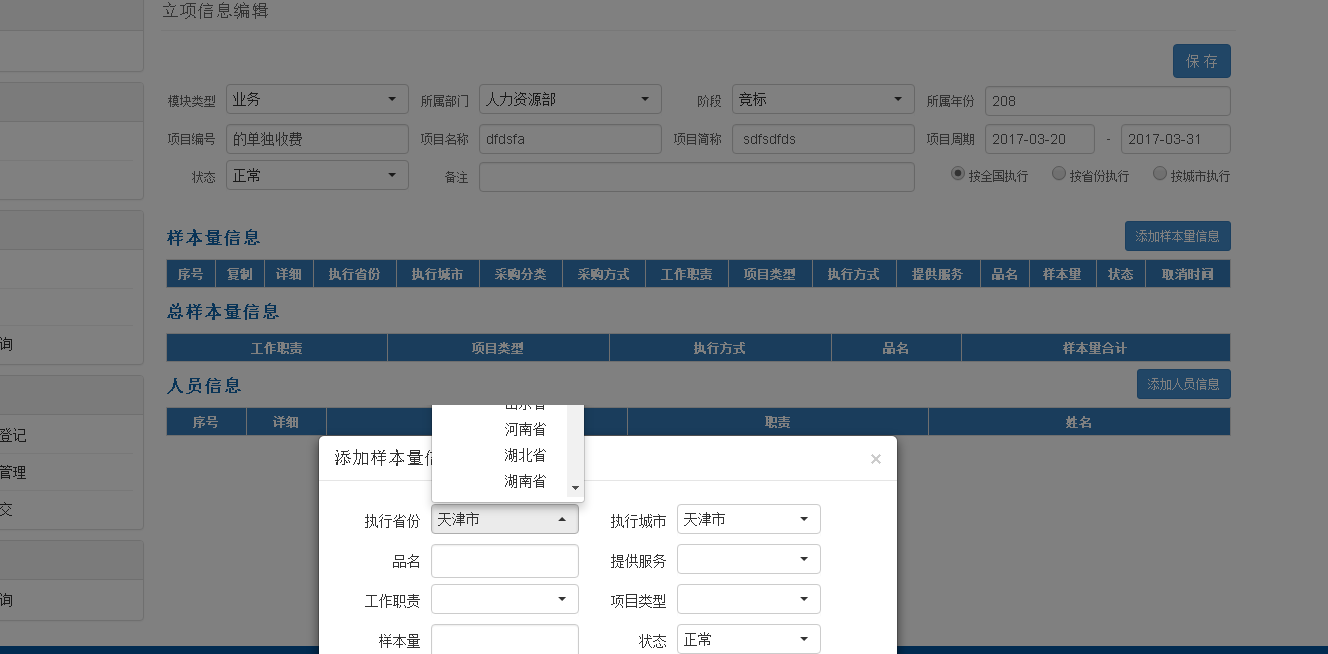 立项信息编辑
保 存
模块类型 业务 所属部门 人力资源部 阶段 竞标 所属年份 208
项目编号 的单独收费 项目名称 dfdsfa 项目简称 sdfsdfds 项目周期 2017-03-20 - 2017-03-31
状态 正常 备注 按全国执行 按省份执行 按城市执行
样本量信息 添加样本量信息
序号 复制 详细 执行省份 执行城市 采购分类 采购方式 工作职责 项目类型 执行方式 提供服务 品名 样本量 状态 取消时间
总样本量信息
询
工作职责 项目类型 执行方式 品名 样本量合计
人员信息 添加人员信息
序号 详细 职责 姓名
山东省
河南省
登记
湖北省
添加样本量信 ×
管理
湖南省
交
执行省份 天津市 执行城市 天津市
品名 提供服务
询
工作职责 项目类型
样本量 状态 正常